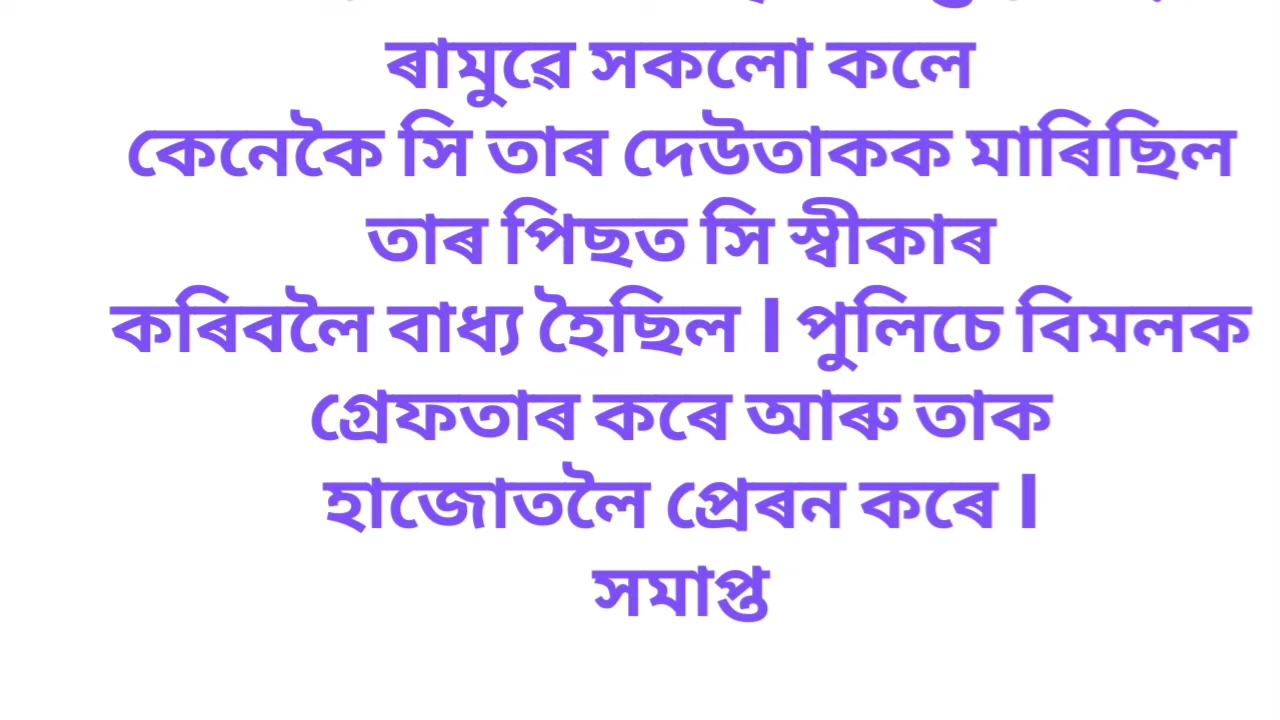 ৰামুৱে সকলো কলে
কেনেকৈ সি তাৰ দেউতাকক মাৰিছিল
তাৰ পিছত সি স্বীকাৰ
কৰিবলৈ বাধ্য হৈছিল । পুলিচে বিমলক
গ্ৰেফতাৰ কৰে আৰু তাক
হাজোতলৈ প্ৰেৰন কৰে ।
সমাপ্ত